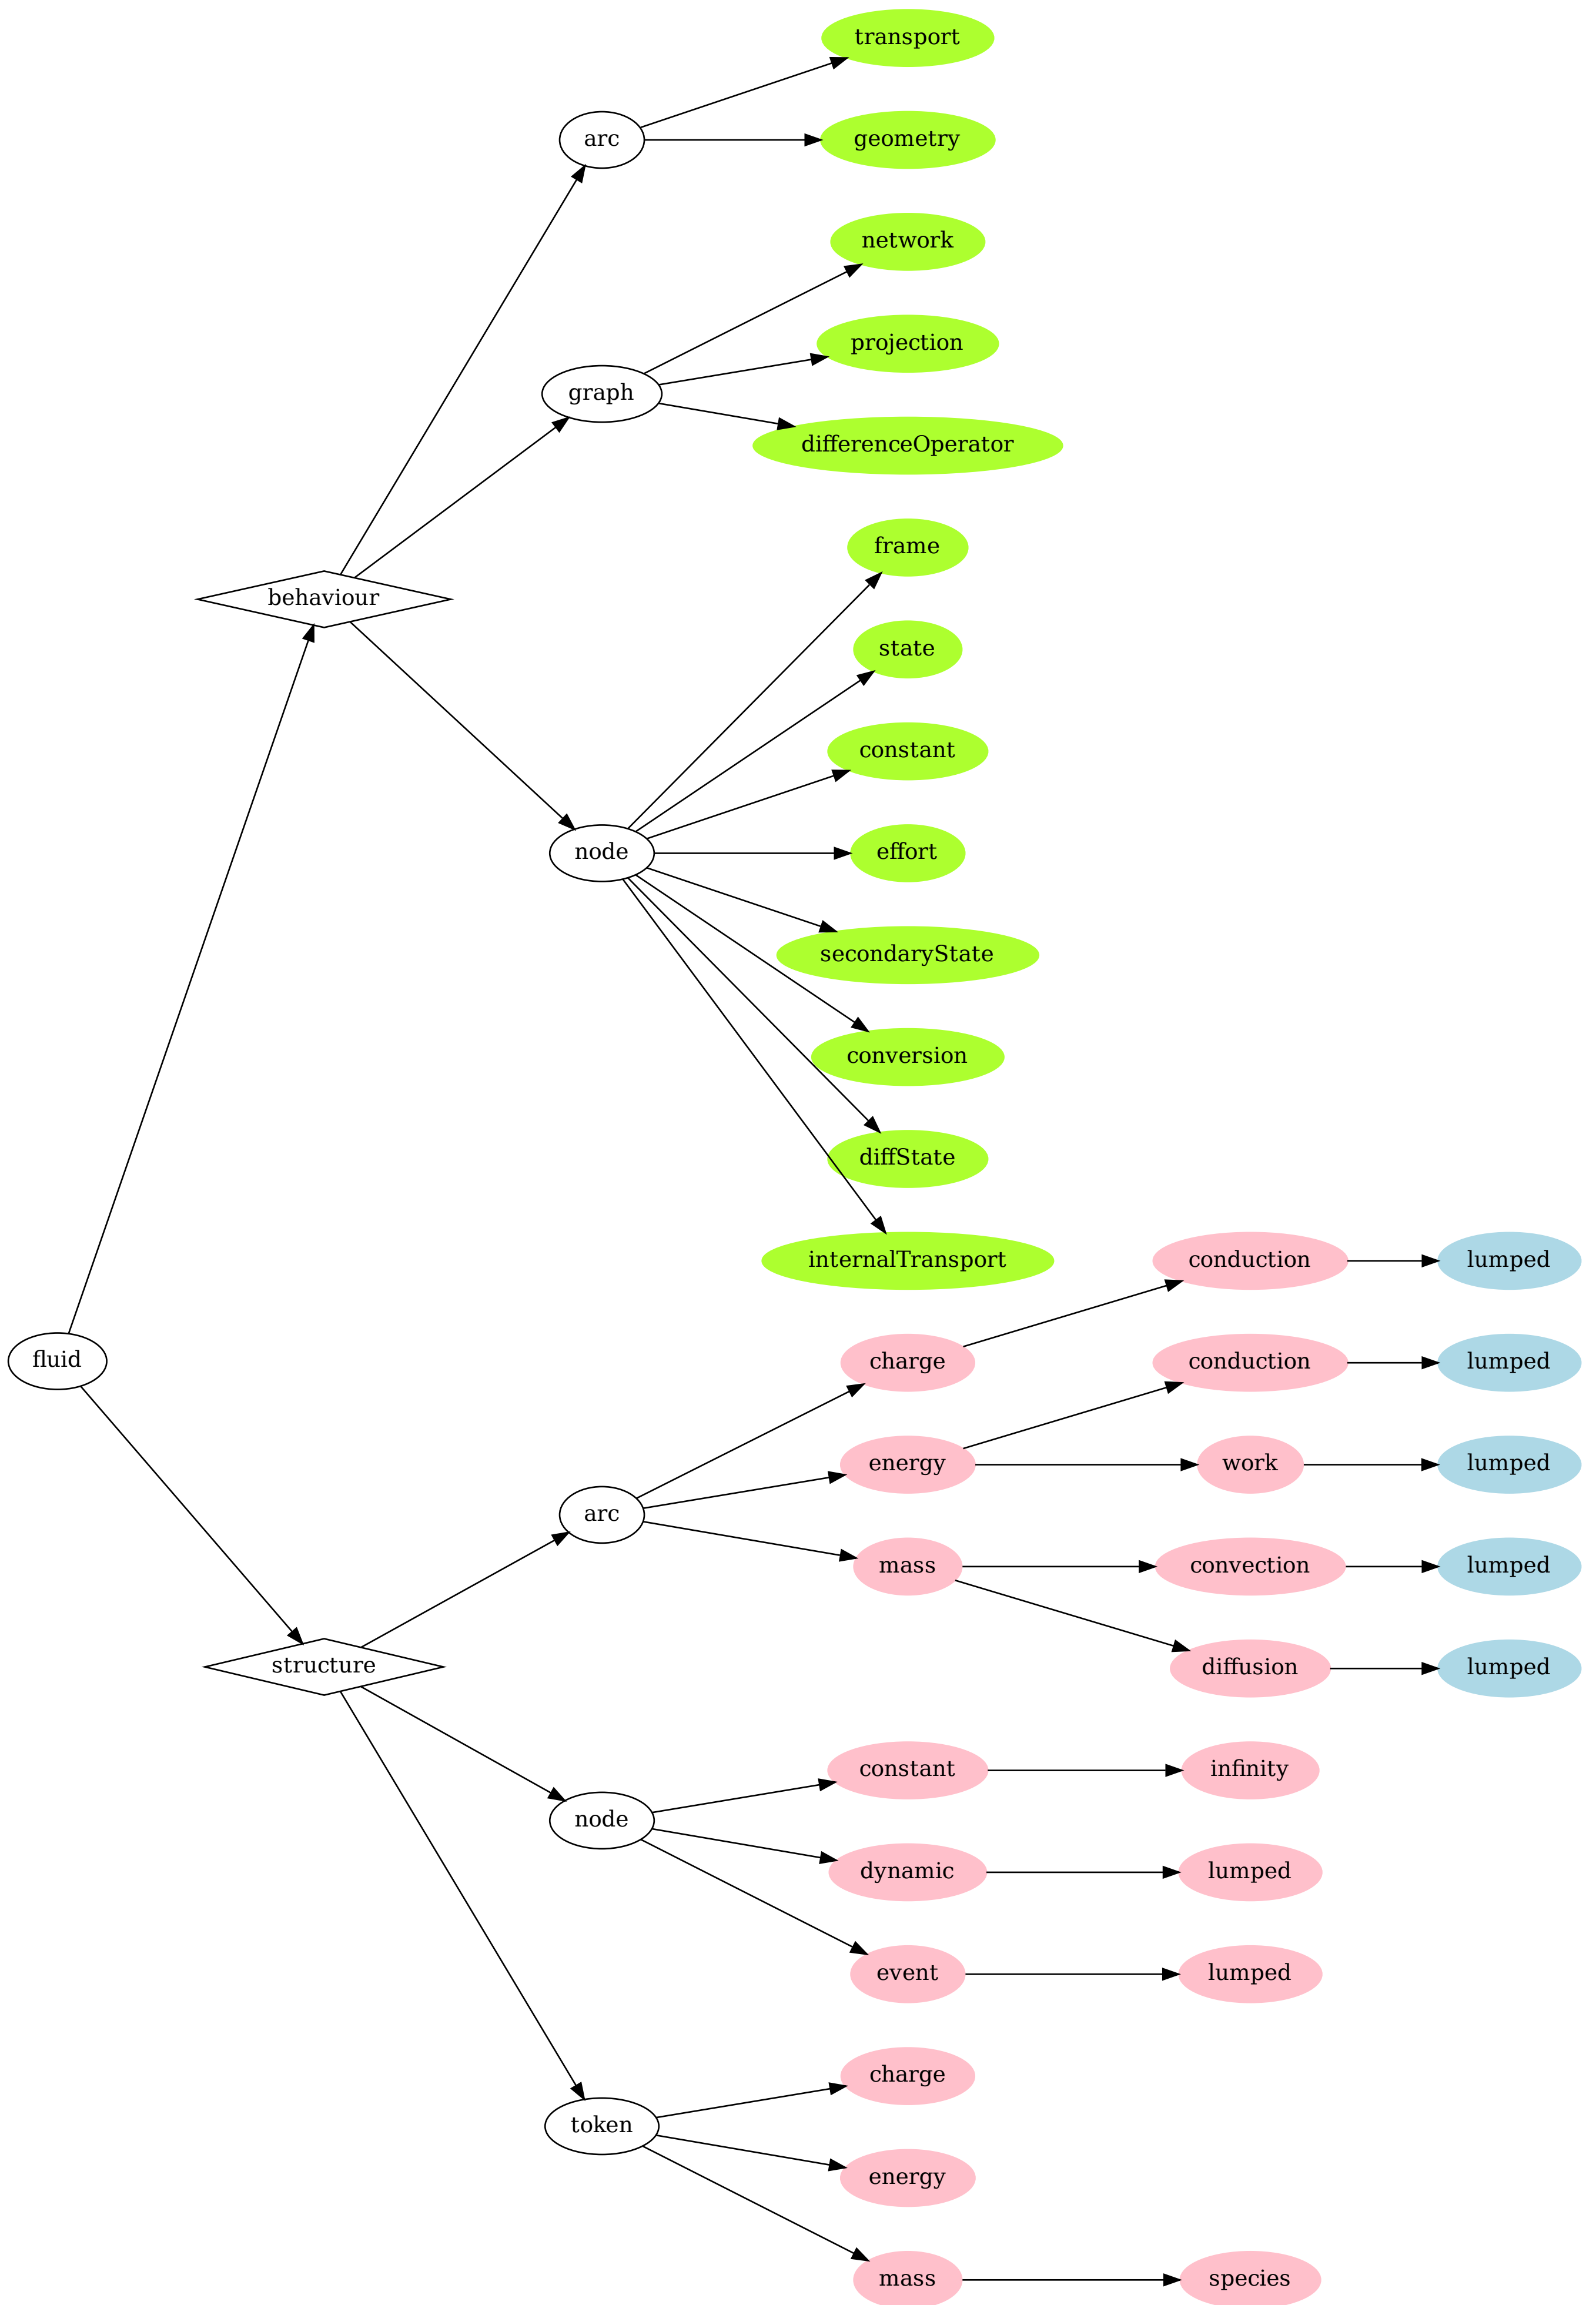 transport
arc
geometry
network
projection
graph
differenceOperator
frame
behaviour
state
constant
node
effort
secondaryState
conversion
diffState
internalTransport
conduction
lumped
fluid
charge
conduction
lumped
energy
work
lumped
arc
mass
convection
lumped
structure
diffusion
lumped
constant
infinity
node
dynamic
lumped
event
lumped
charge
token
energy
mass
species